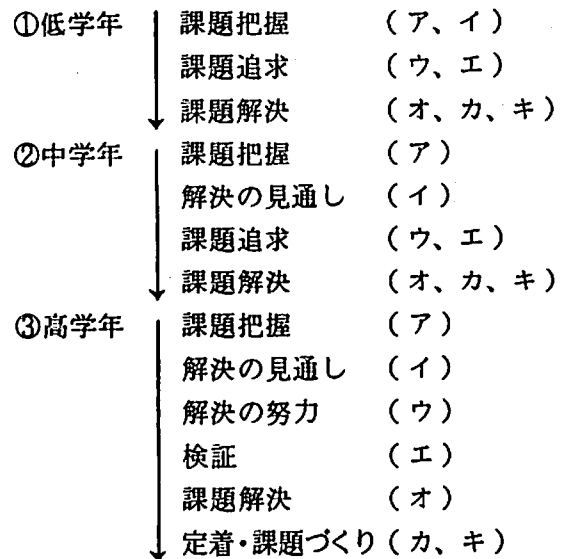 ①低学年 課題把握 （ア、イ）
課題追求 （ウ、エ）
課題解決 （オ、カ、キ）
②中学年 課題把握 （ア）
解決の見通し （イ）
課題追求 （ウ、エ）
課題解決 （オ、カ、キ）
③高学年 課題把握 （ア）
解決の見通し （イ）
解決の努力 （ウ）
検証 （エ）
課題解決 （オ）
定着・課題づくり（カ、キ）